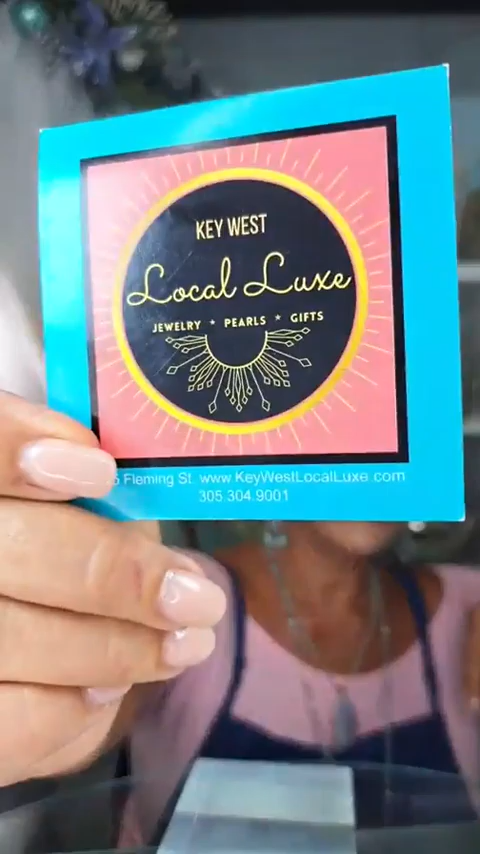 KEY WEST
Local Luxe
JEWELRY * PEARLS * GIFTS
Fleming St. www.KeyWestLocalLuxe.com
305.304.9001